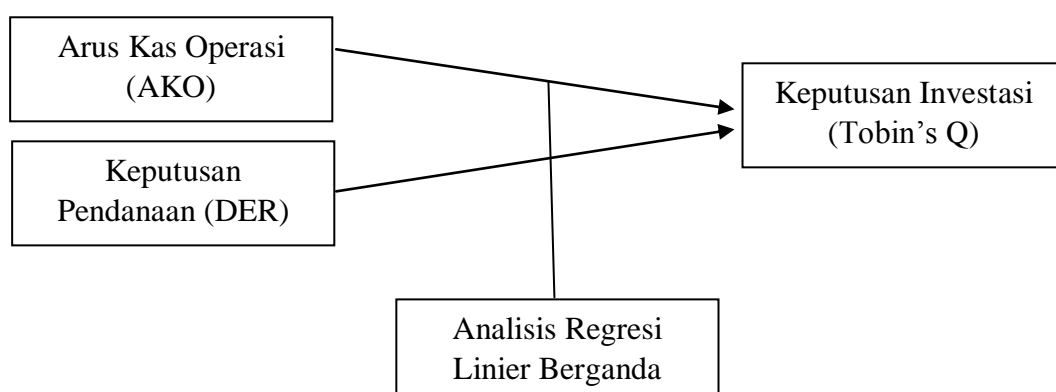 Arus Kas Operasi
(AKO)
Keputusan
Pendanaan (DER)
Keputusan Investasi
(Tobin’s Q)
Analisis Regresi
Linier Berganda